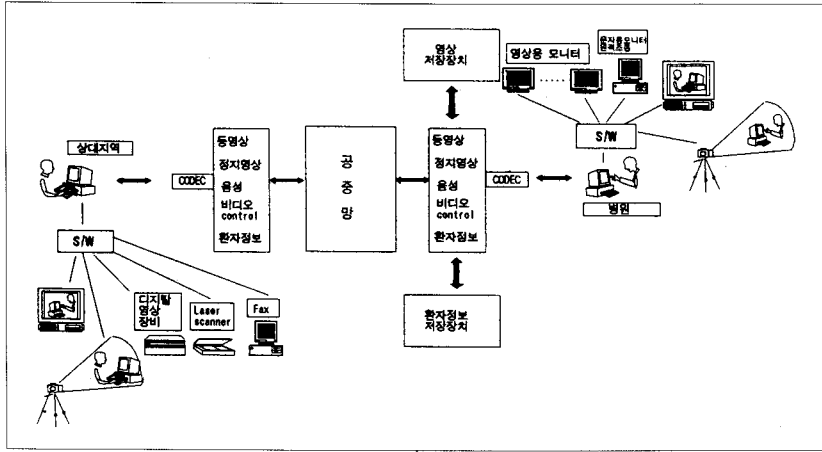 영상
저장장치
영상용 모니터
상대지역
CODEC
동영상
정지영상
음성
비디오
control
환자정보
공
중
망
동영상
정지영상
음성
비디오
control
환자정보
CODEC
S/W
병원
S/W
디지탈
영상
장비
Laser
scanner
Fax
환자정보
저장장치